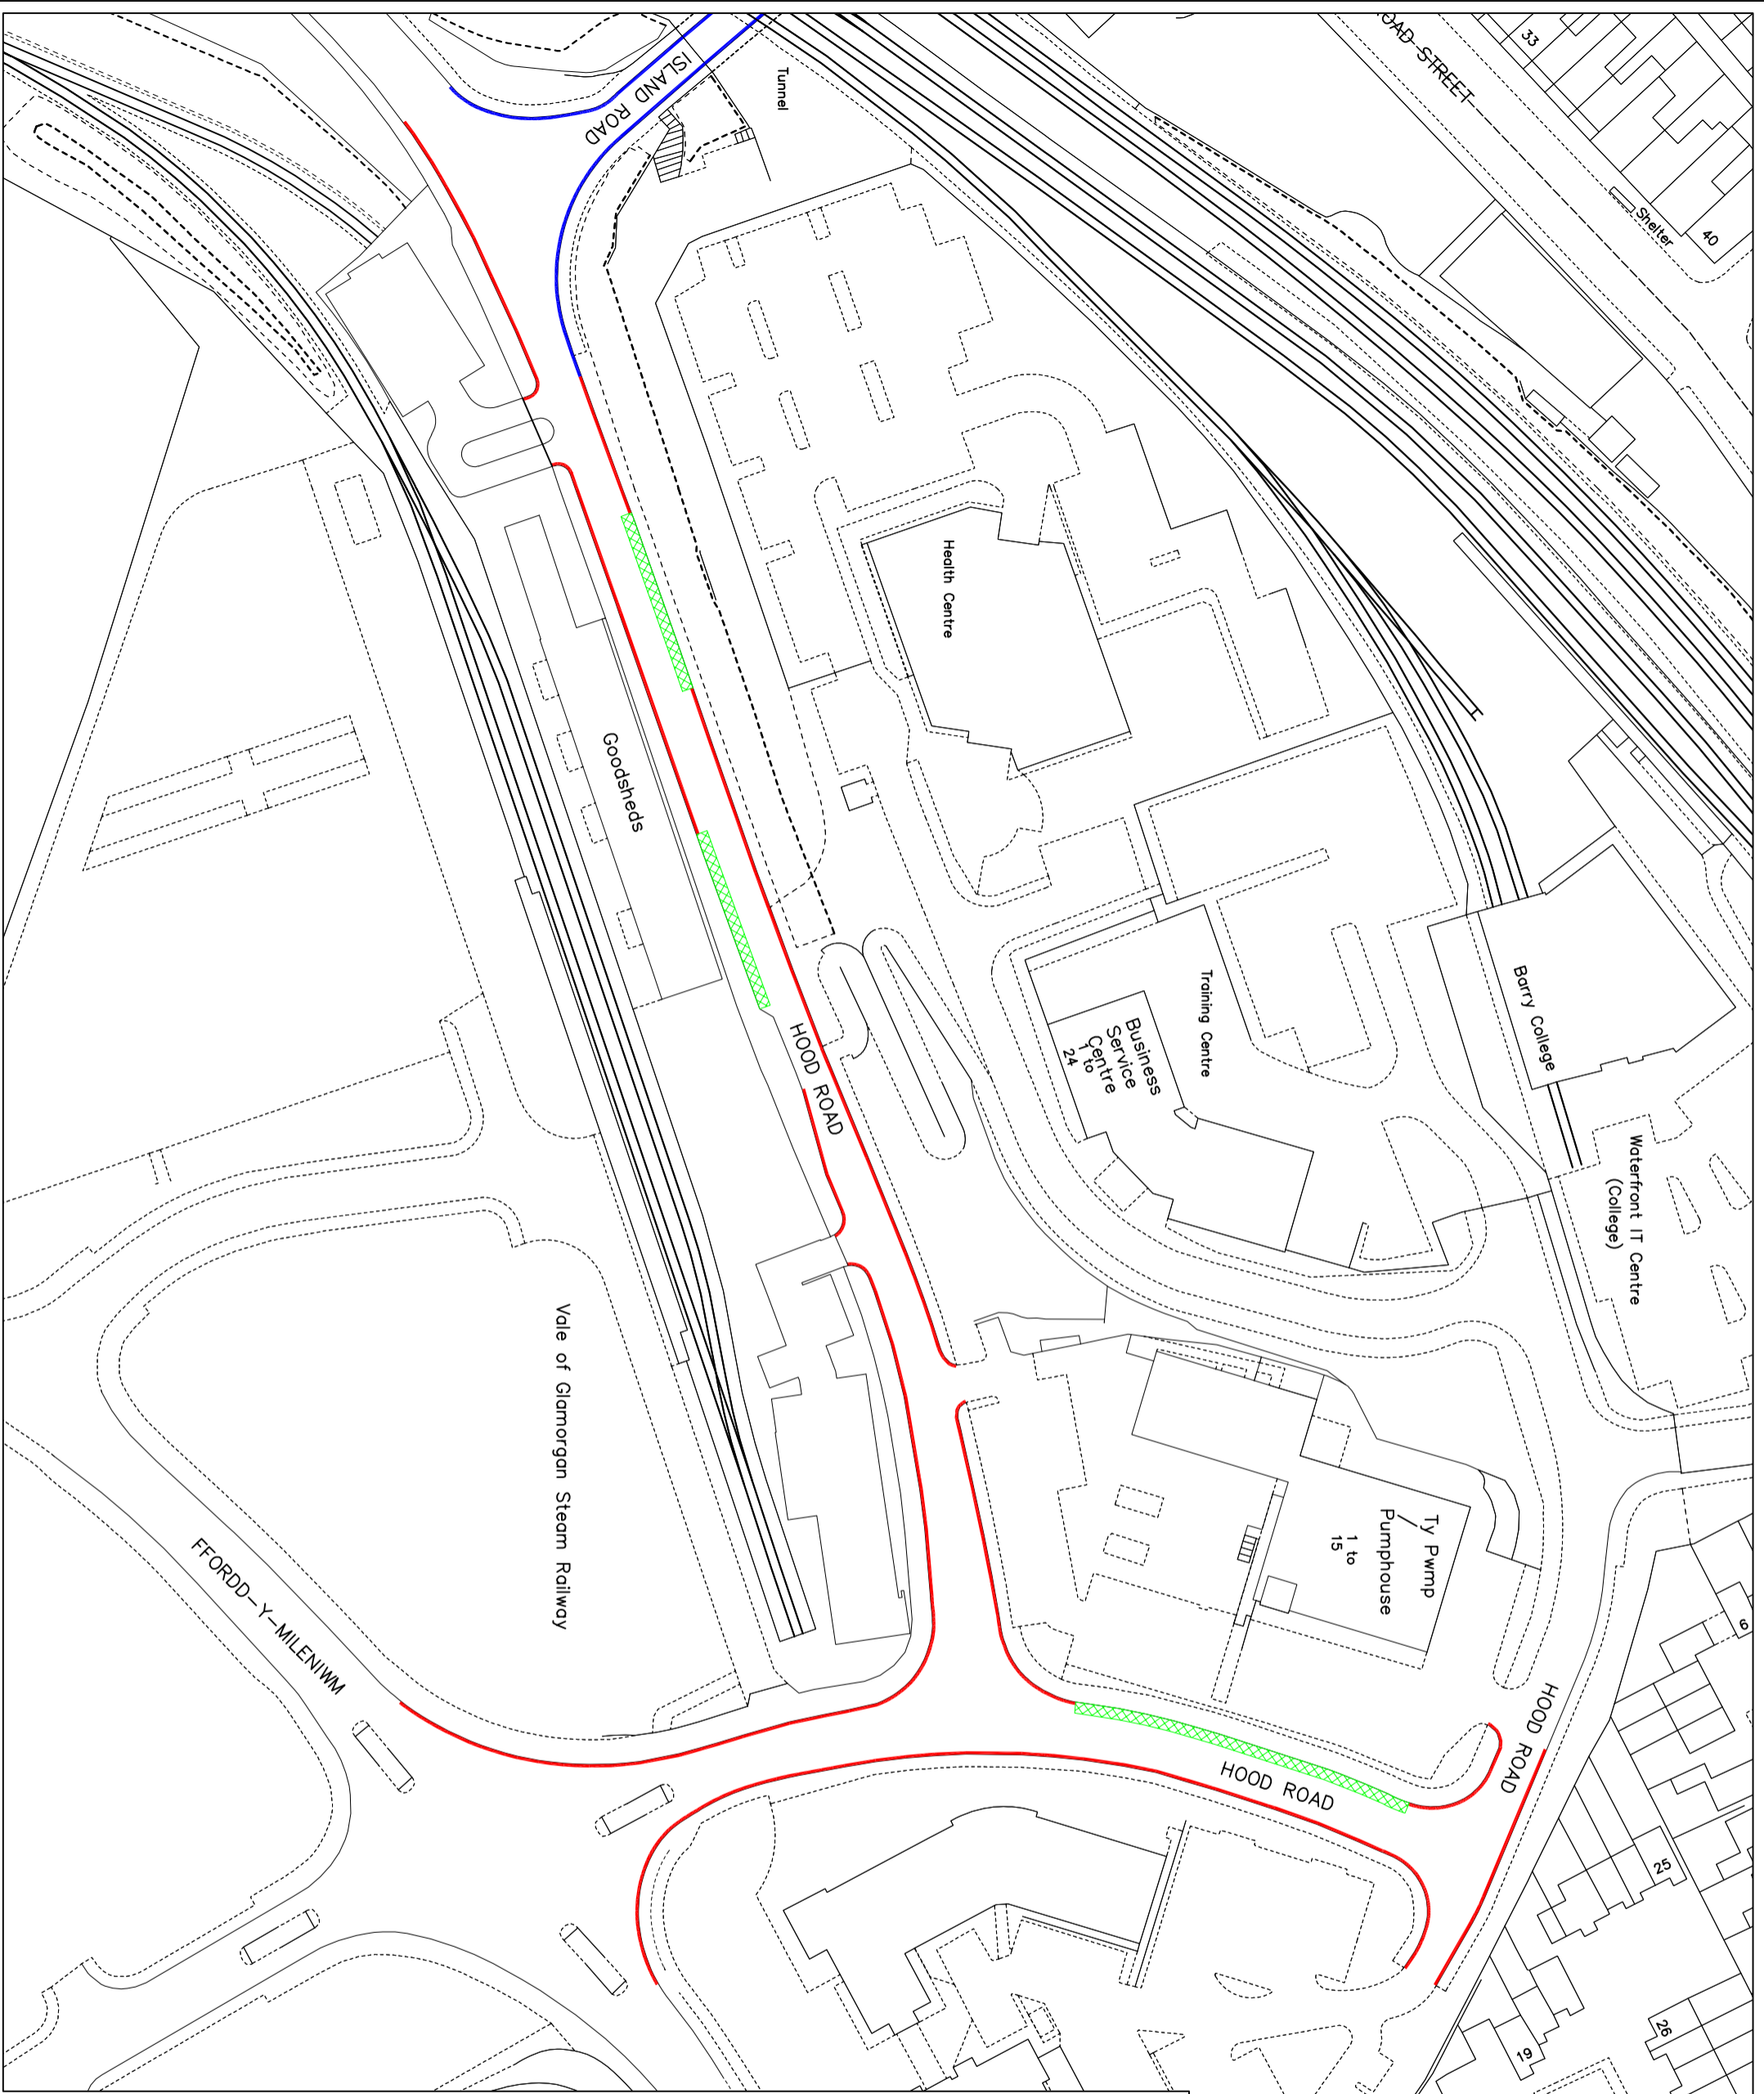 33
OAD STREET
Shelter
40
ISLAND ROAD
Tunnel
Health Centre
Goodsheds
Barry College
Training Centre
Business
Service
Centre
1 to
24
HOOD ROAD
Waterfront IT Centre
(College)
Vale of Glamorgan Steam Railway
Ty Pwmp
/
Pumphouse
1 to
15
6
FFORDD-Y-MILENIWM
HOOD ROAD
HOOD ROAD
25
26
19